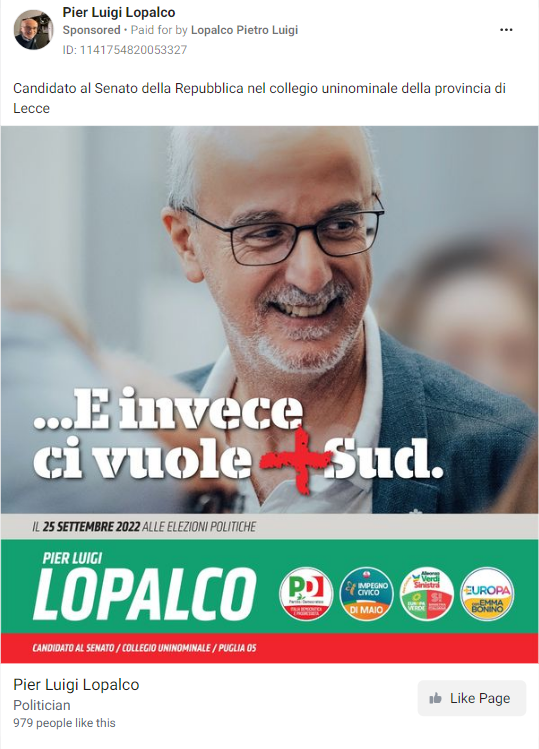 Pier Luigi Lopalco
Sponsored • Paid for by Lopalco Pietro Luigi
ID: 1141754820053327
Candidato al Senato della Repubblica nel collegio uninominale della provincia di
Lecce
...E invece
ci vuole +Sud.
IL 25 SETTEMBRE 2022 ALLE ELEZIONI POLITICHE
PIER LUIGI
LOPALCO
PD
Partito Democratico
ITALIA DEMOCRATICA
E PROGRESSISTA
IMPEGNO
CIVICO
DI MAIO
Alleanza
Verdi
Sinistra
EUROPA
VERDE
SI
SINISTRA
ITALIANA
+EUROPA
CON EMMA
BONINO
CANDIDATO AL SENATO / COLLEGIO UNINOMINALE / PUGLIA 05
Pier Luigi Lopalco
Politician
979 people like this
Like Page